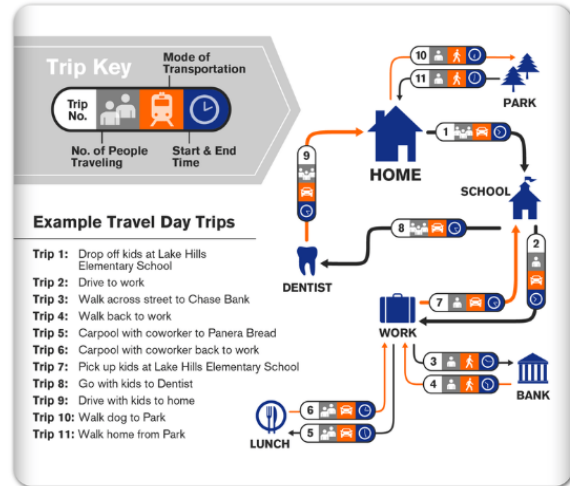 Trip Key
Mode of
Transportation
Trip
No.
No. of People
Traveling
Start & End
Time
10
11
PARK
1
HOME
9
SCHOOL
8
2
DENTIST
7
WORK
3
4
BANK
6
5
LUNCH
Example Travel Day Trips
Trip 1: Drop off kids at Lake Hills
Elementary School
Trip 2: Drive to work
Trip 3: Walk across street to Chase Bank
Trip 4: Walk back to work
Trip 5: Carpool with coworker to Panera Bread
Trip 6: Carpool with coworker back to work
Trip 7: Pick up kids at Lake Hills Elementary School
Trip 8: Go with kids to Dentist
Trip 9: Drive with kids to home
Trip 10: Walk dog to Park
Trip 11: Walk home from Park